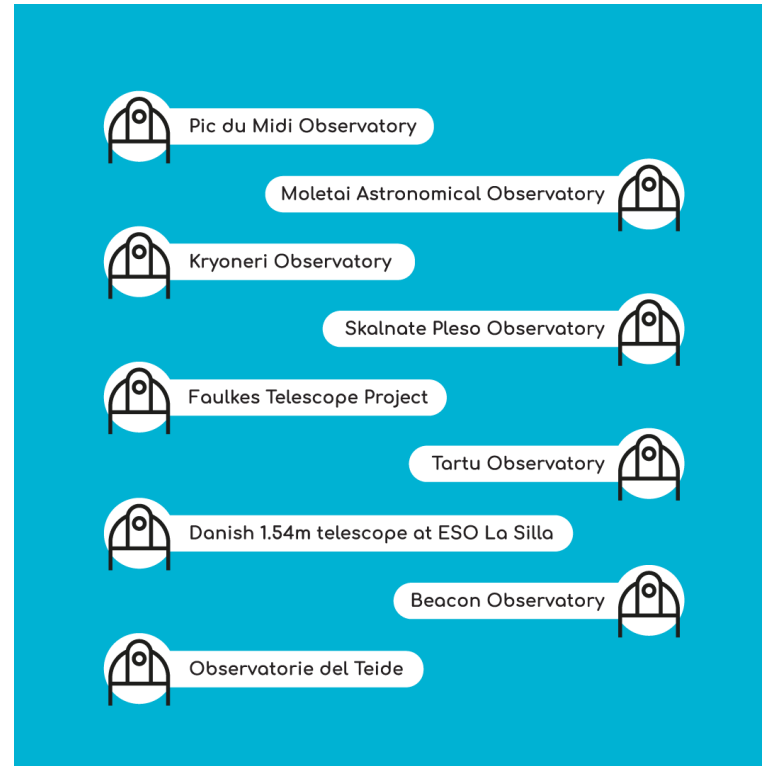 Pic du Midi Observatory
Moletai Astronomical Observatory
Kryoneri Observatory
Skalnate Pleso Observatory
Faulkes Telescope Project
Tartu Observatory
Danish 1.54m telescope at ESO La Silla
Beacon Observatory
Observatorie del Teide